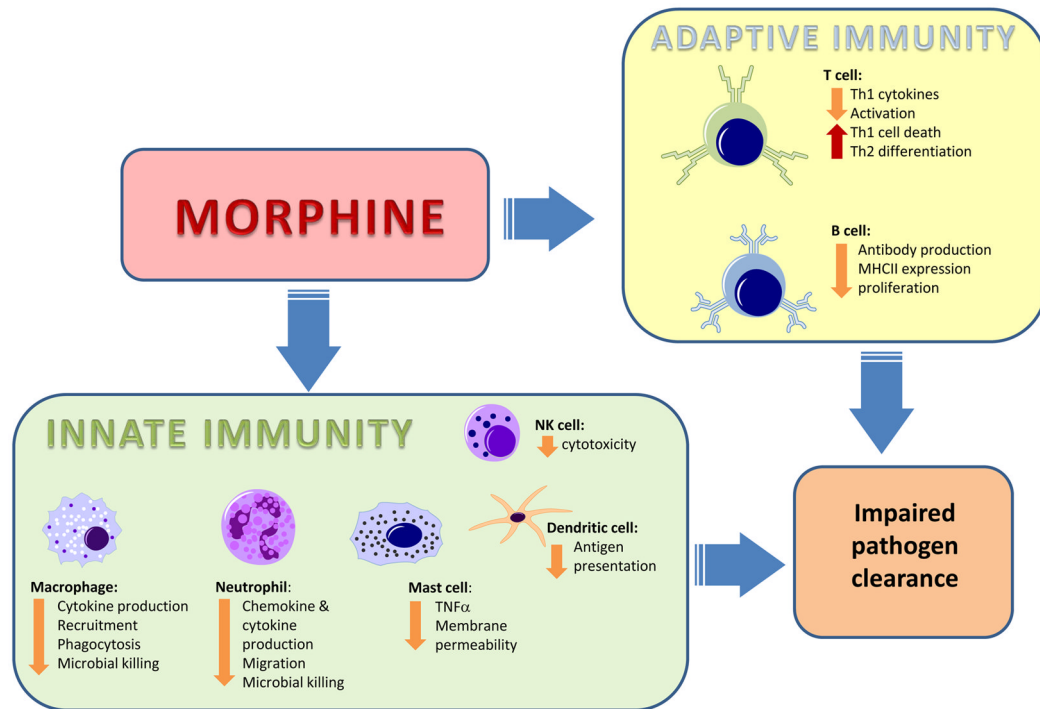 ADAPTIVE IMMUNITY
T cell:
Th1 cytokines
Activation
Th1 cell death
Th2 differentiation
B cell:
Antibody production
MHCII expression
proliferation
MORPHINE
INNATE IMMUNITY
NK cell:
cytotoxicity
Dendritic cell:
Antigen
presentation
Macrophage:
Cytokine production
Recruitment
Phagocytosis
Microbial killing
Neutrophil:
Chemokine &
cytokine
production
Migration
Microbial killing
Mast cell:
TNFα
Membrane
permeability
Impaired
pathogen
clearance